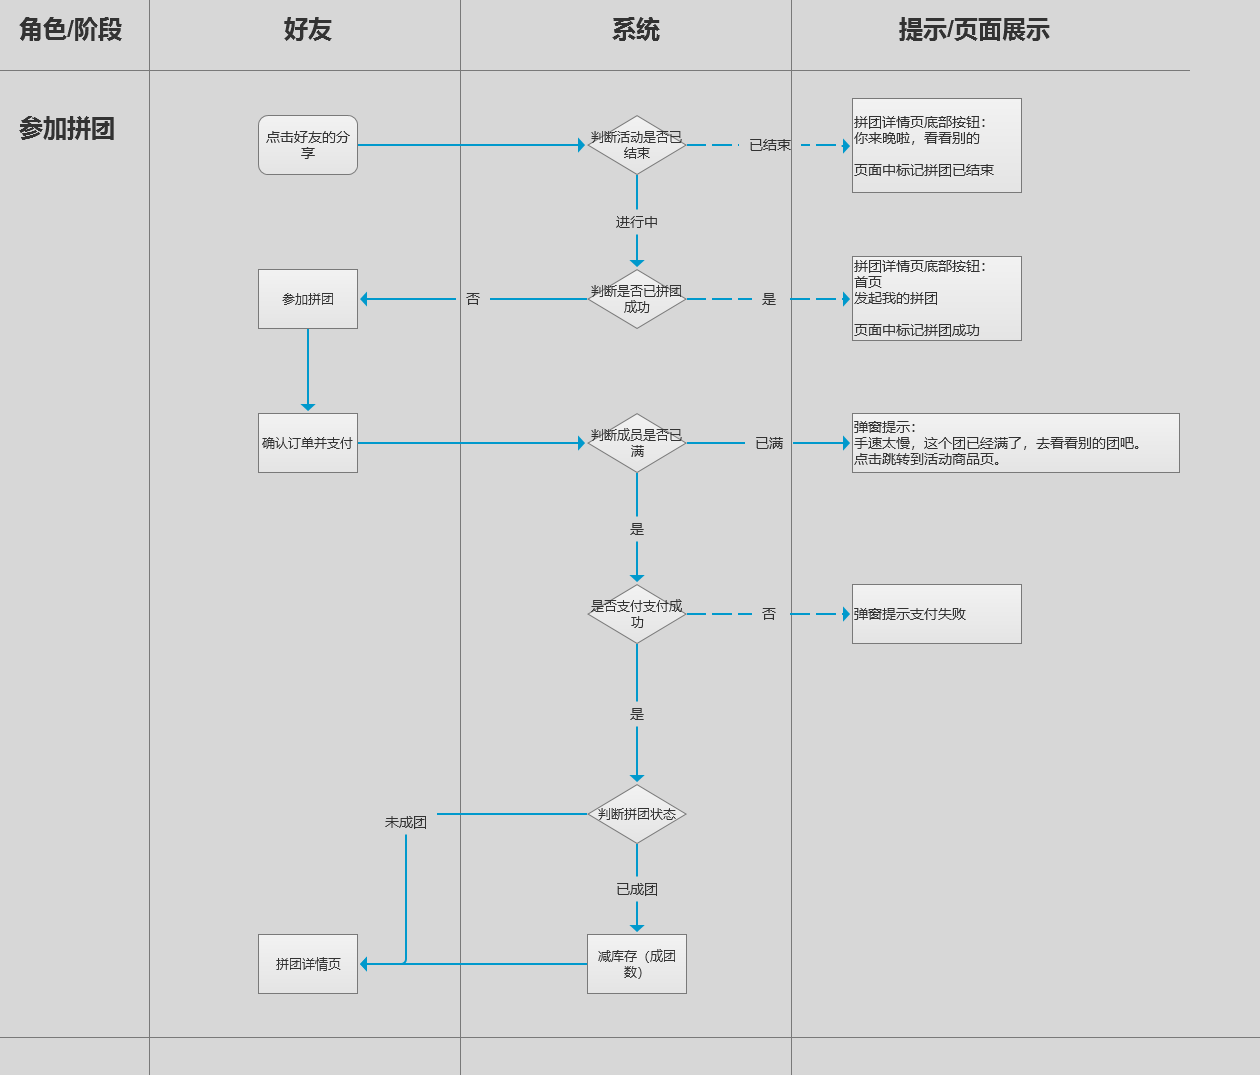 角色/阶段
好友
系统
提示/页面展示
参加拼团
点击好友的分
享
判断活动是否已
结束
已结束
拼团详情页底部按钮：
你来晚啦，看看别的
页面中标记拼团已结束
进行中
参加拼团
否
判断是否已拼团
成功
是
拼团详情页底部按钮：
首页
发起我的拼团
页面中标记拼团成功
确认订单并支付
判断成员是否已
满
已满
弹窗提示：
手速太慢，这个团已经满了，去看看别的团吧。
点击跳转到活动商品页。
是
是否支付支付成
功
否
弹窗提示支付失败
是
判断拼团状态
未成团
已成团
拼团详情页
减库存（成团
数）